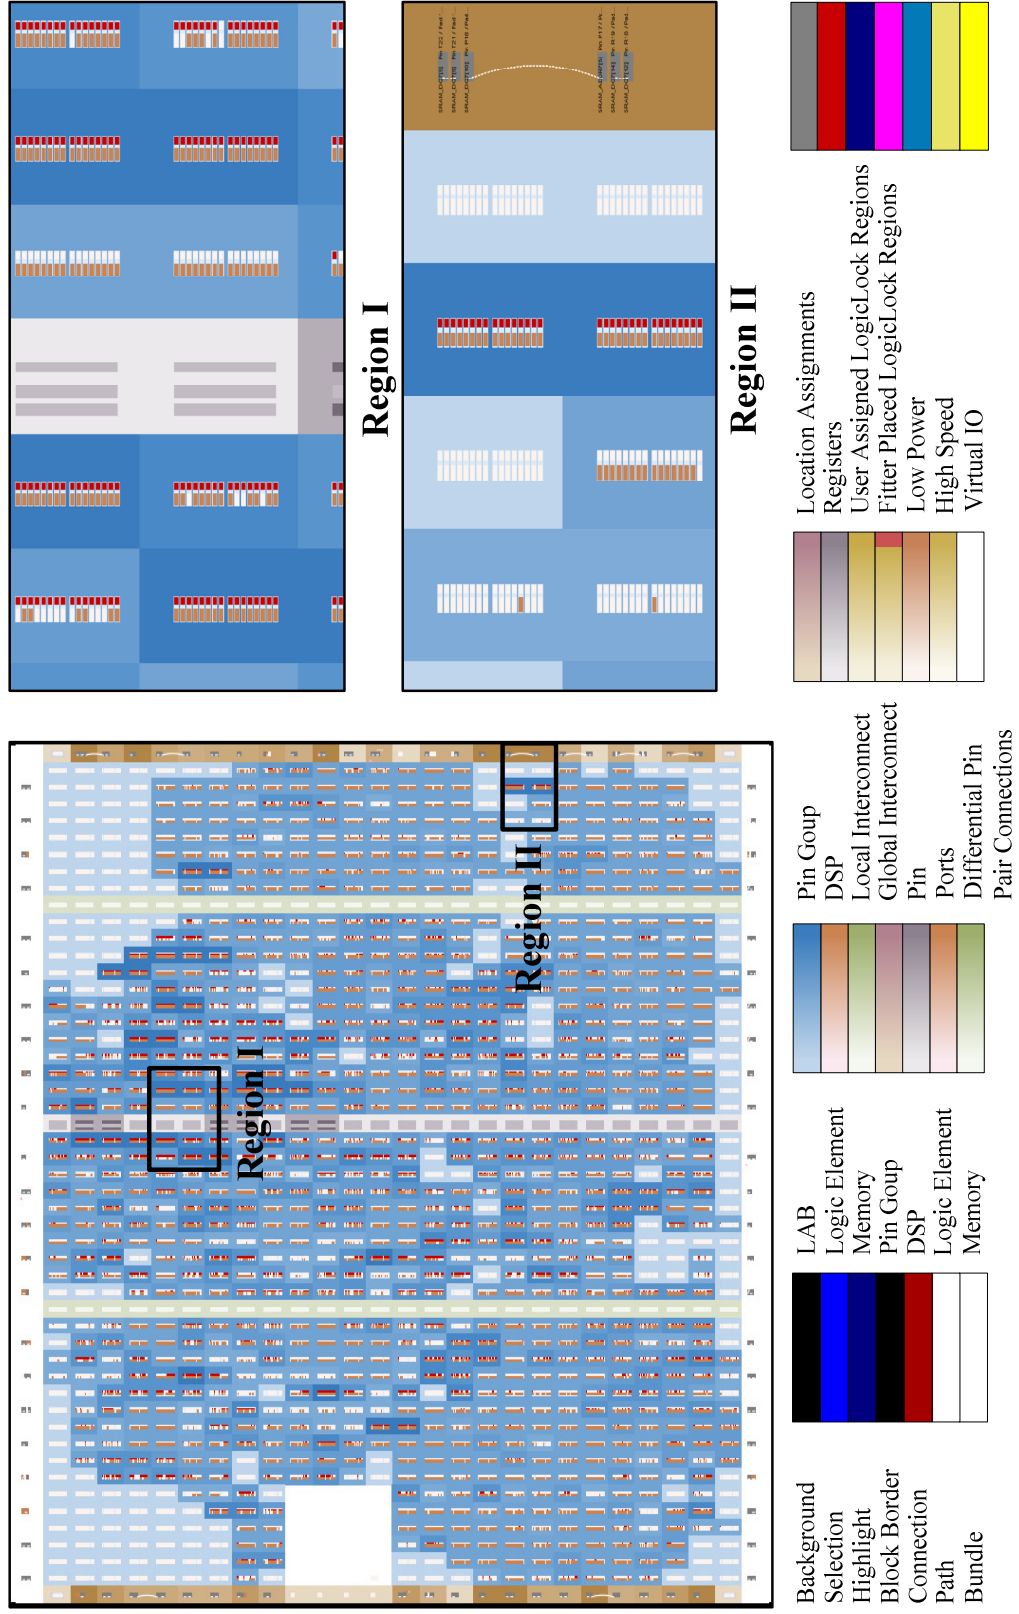 Region I
Region II
Region I
Region II
Background
Selection
Highlight
Block Border
Connection
Path
Bundle
LAB
Logic Element
Memory
Pin Goup
DSP
Logic Element
Memory
Pin Goup
DSP
Local Interconnect
Global Interconnect
Pin
Ports
Differential Pin
Pair Connections
Location Assignments
Registers
User Assigned LogicLock Regions
Fitter Placed LogicLock Regions
Low Power
High Speed
Virtual IO